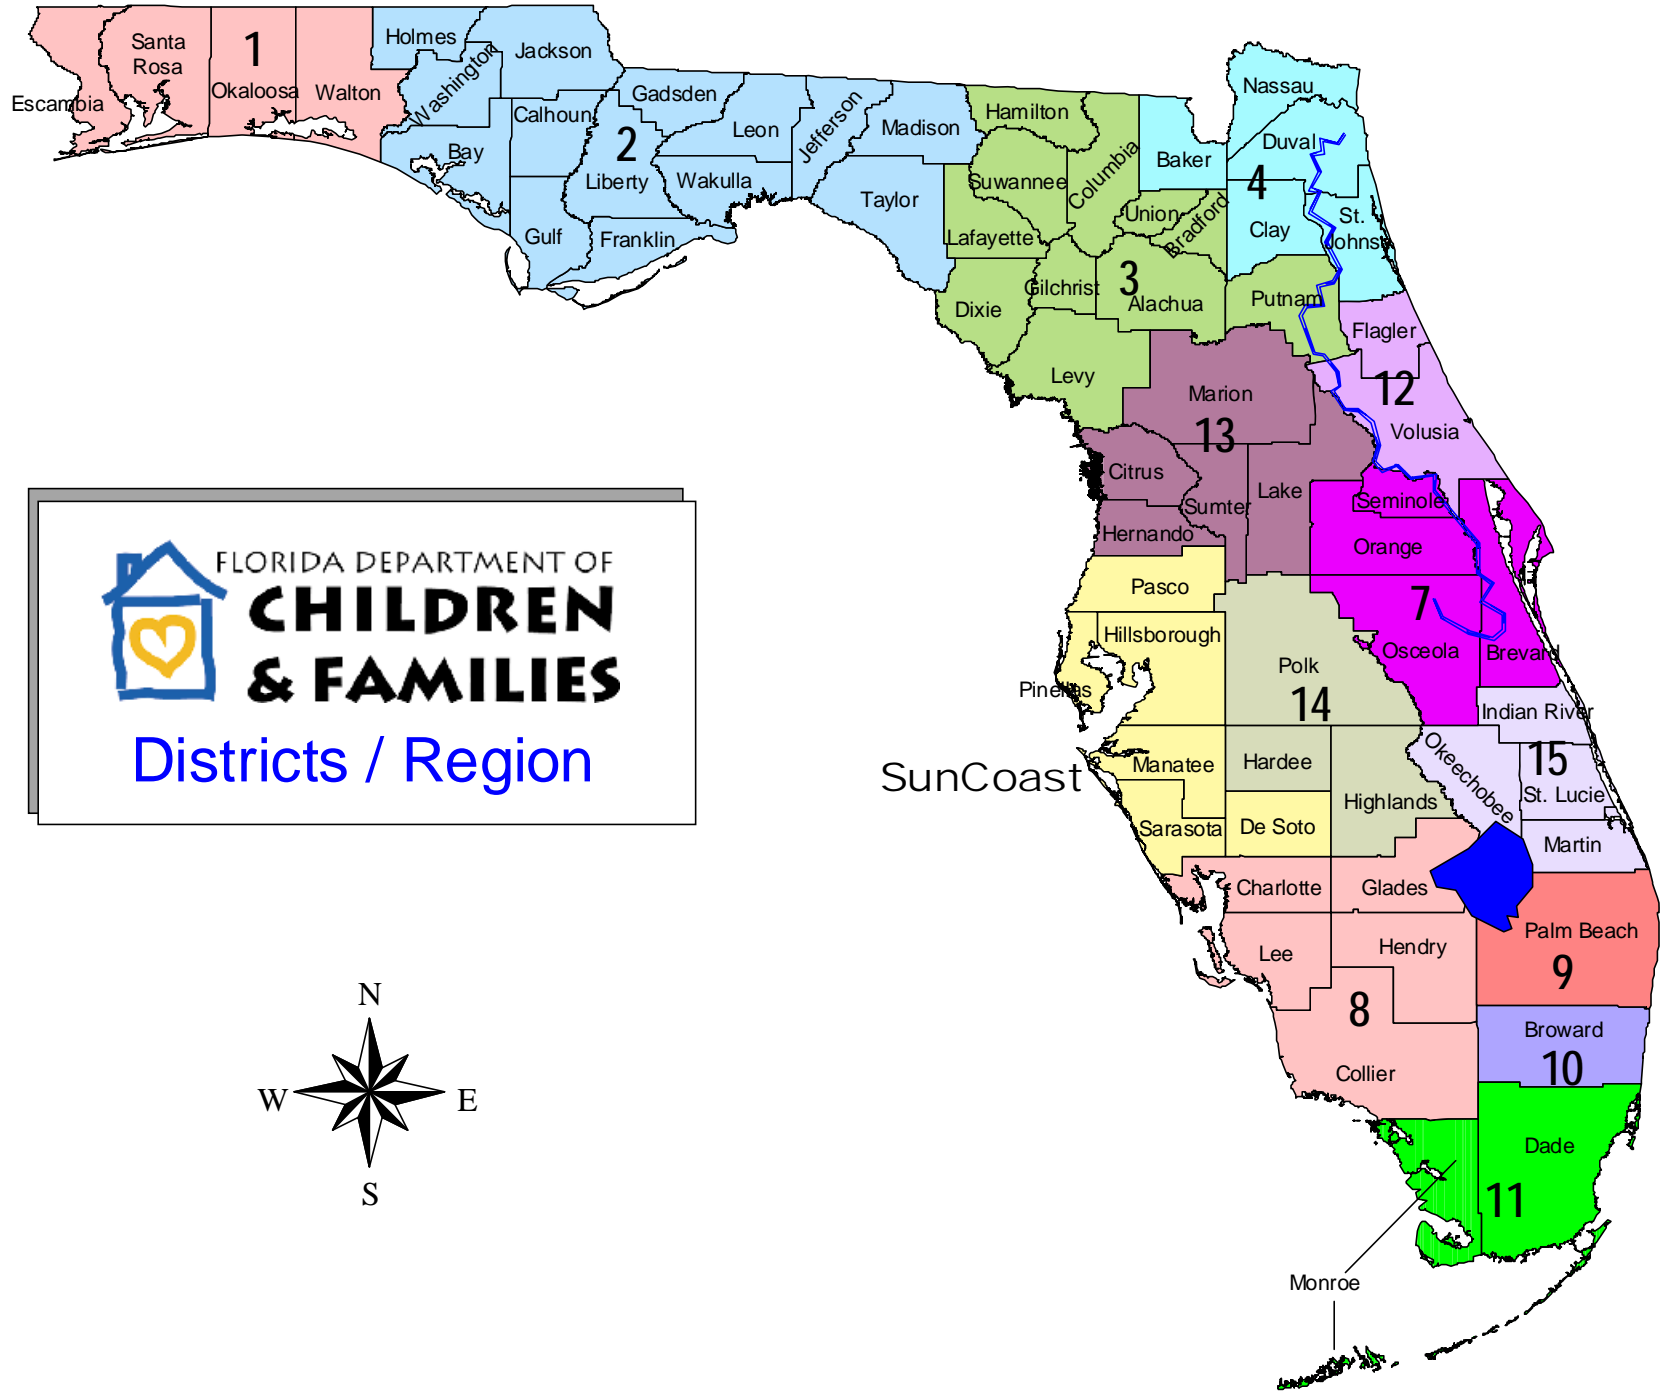 Santa
Rosa
1
Holmes
Jackson
Escambia
Okaloosa
Walton
Washington
Calhoun
Gadsden
Leon
Jefferson
Madison
Bay
2
Liberty
Wakulla
Taylor
Gulf
Franklin
Hamilton
Suwannee
Columbia
Lafayette
Union
Bradford
Baker
Nassau
Duval
4
Clay
St.
Johns
Dixie
Gilchrist
3
Alachua
Putnam
Flagler
Levy
Marion
12
13
Volusia
Citrus
Sumter
Lake
Seminole
Hernando
Orange
Pasco
7
Hillsborough
Osceola
Brevard
Pinellas
Polk
14
Indian River
SunCoast
Manatee
Hardee
Okeechobee
15
St. Lucie
Highlands
Sarasota
De Soto
Martin
Charlotte
Glades
Palm Beach
9
Lee
Hendry
8
Broward
10
Collier
Dade
11
Monroe
FLORIDA DEPARTMENT OF
CHILDREN
& FAMILIES
Districts / Region
N
W
E
S